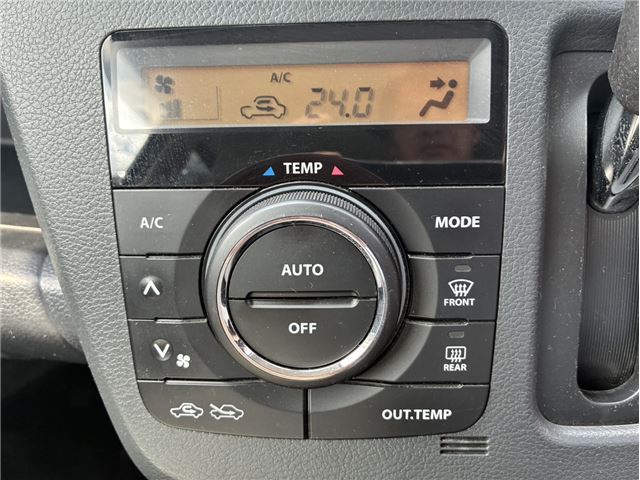 A/C
24.0
TEMP
A/C
MODE
AUTO
FRONT
OFF
REAR
OUT.TEMP